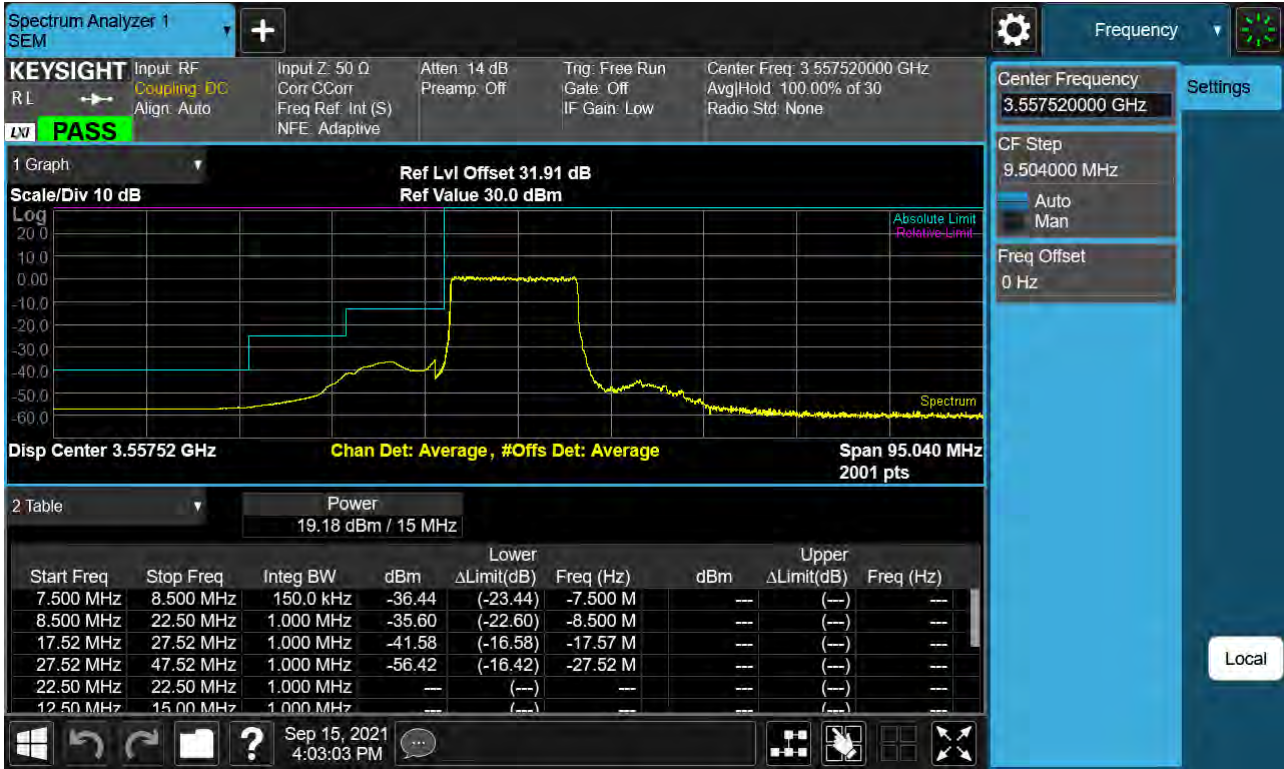 Spectrum Analyzer 1
SEM
+
Frequency
KEYSIGHT
R L
LXI
PASS
Input: RF
Coupling: DC
Align: Auto
Input Z: 50 Ω
Corr CCorr
Freq Ref: Int (S)
NFE: Adaptive
Atten: 14 dB
Preamp: Off
Trig: Free Run
Gate: Off
IF Gain: Low
Center Freq: 3.557520000 GHz
Avg|Hold: 100.00% of 30
Radio Std: None
Center Frequency
3.557520000 GHz
Settings
CF Step
9.504000 MHz
Auto
Man
Freq Offset
0 Hz
1 Graph
Scale/Div 10 dB
Ref Lvl Offset 31.91 dB
Ref Value 30.0 dBm
Log
20.0
10.0
0.00
-10.0
-20.0
-30.0
-40.0
-50.0
-60.0
Absolute Limit
Relative Limit
Spectrum
Disp Center 3.55752 GHz
Chan Det: Average, #Offs Det: Average
Span 95.040 MHz
2001 pts
2 Table
Power
19.18 dBm / 15 MHz
Lower Upper
Start Freq Stop Freq Integ BW dBm ΔLimit(dB) Freq (Hz) dBm ΔLimit(dB) Freq (Hz)
7.500 MHz 8.500 MHz 150.0 kHz -36.44 (-23.44) -7.500 M --- (---) ---
8.500 MHz 22.50 MHz 1.000 MHz -35.60 (-22.60) -8.500 M --- (---) ---
17.52 MHz 27.52 MHz 1.000 MHz -41.58 (-16.58) -17.57 M --- (---) ---
27.52 MHz 47.52 MHz 1.000 MHz -56.42 (-16.42) -27.52 M --- (---) ---
22.50 MHz 22.50 MHz 1.000 MHz --- (---) --- --- (---) ---
12.50 MHz 15.00 MHz 1.000 MHz --- (---) --- --- (---) ---
Local
?
Sep 15, 2021
4:03:03 PM